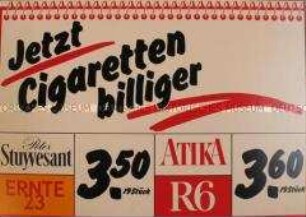 Jetzt
Cigaretten
billiger
Peter
Stuyvesant
ERNTE
23
3.50
19 Stück
ATIKA
R6
3.60
19 Stück